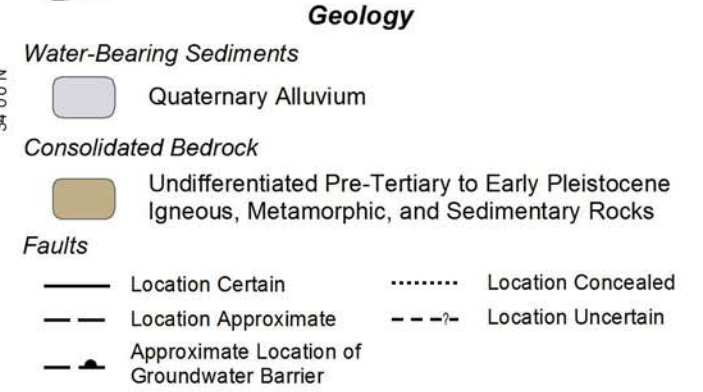 Geology
Water-Bearing Sediments
Quaternary Alluvium
Consolidated Bedrock
Undifferentiated Pre-Tertiary to Early Pleistocene
Igneous, Metamorphic, and Sedimentary Rocks
Faults
Location Certain
Location Concealed
Location Approximate
?
Location Uncertain
Approximate Location of
Groundwater Barrier